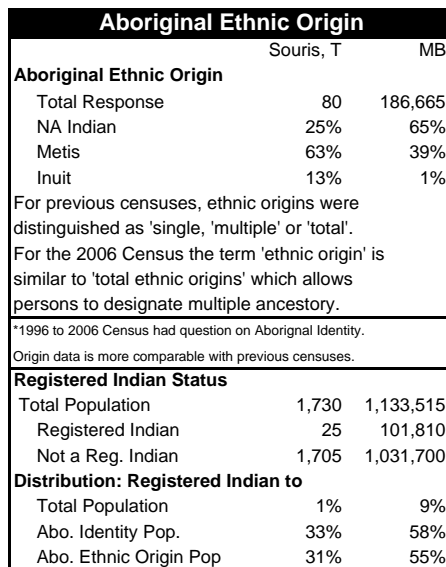 Aboriginal Ethnic Origin
Souris, T MB
Aboriginal Ethnic Origin
Total Response 80 186,665
NA Indian 25% 65%
Metis 63% 39%
Inuit 13% 1%
For previous censuses, ethnic origins were
distinguished as 'single, 'multiple' or 'total'.
For the 2006 Census the term 'ethnic origin' is
similar to 'total ethnic origins' which allows
persons to designate multiple ancestory.
*1996 to 2006 Census had question on Aborignal Identity.
Origin data is more comparable with previous censuses.
Registered Indian Status
Total Population 1,730 1,133,515
Registered Indian 25 101,810
Not a Reg. Indian 1,705 1,031,700
Distribution: Registered Indian to
Total Population 1% 9%
Abo. Identity Pop. 33% 58%
Abo. Ethnic Origin Pop 31% 55%